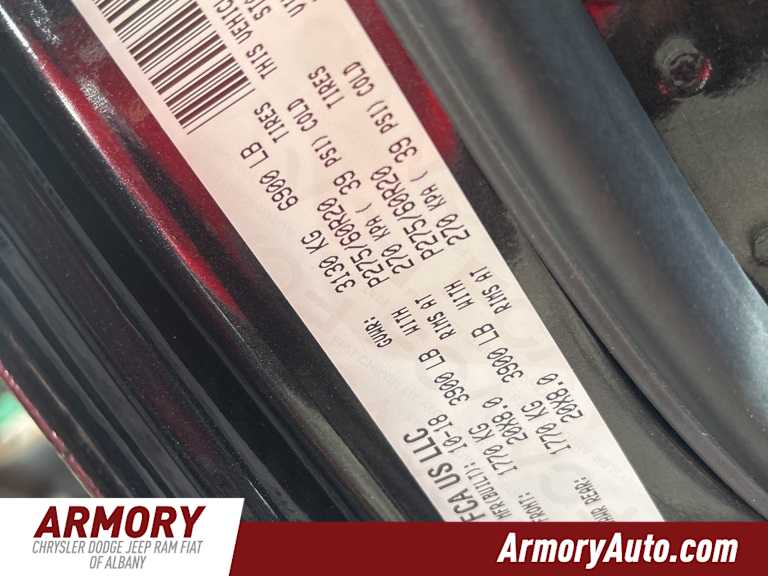 FCA US LLC
MFR(BUILT): 10-18 GVWR: 3130 KG 6900 LB
FRONT: 1770 KG 3900 LB WITH P275/60R20 TIRES THIS VEHIC
20X8.0 RIMS AT 270 KPA ( 39 PSI) COLD
REAR: 1770 KG 3900 LB WITH P275/60R20 TIRES
20X8.0 RIMS AT 270 KPA ( 39 PSI) COLD
ARMORY
CHRYSLER DODGE JEEP RAM FIAT
OF ALBANY
ArmoryAuto.com